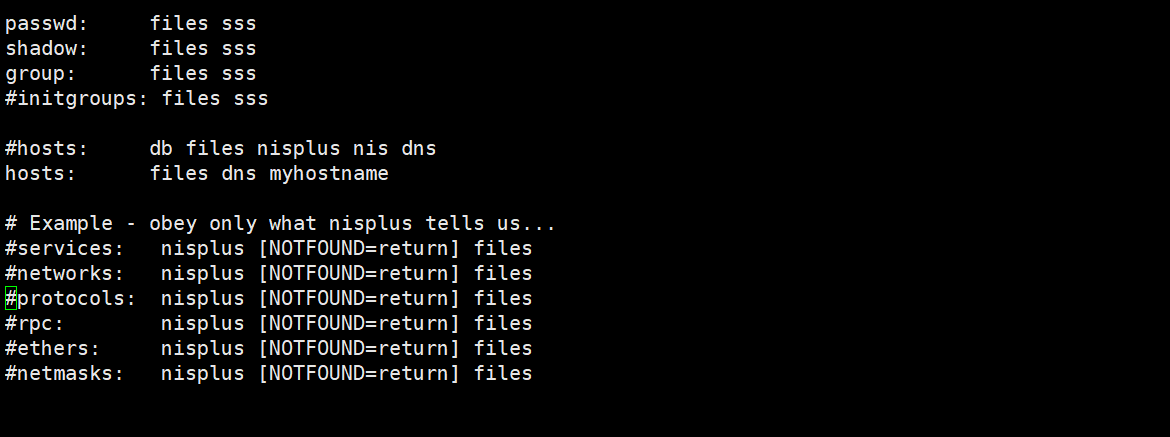 passwd:     files sss
shadow:     files sss
group:      files sss
#initgroups: files sss

#hosts:     db files nisplus nis dns
hosts:      files dns myhostname

# Example - obey only what nisplus tells us...
#services:   nisplus [NOTFOUND=return] files
#networks:   nisplus [NOTFOUND=return] files
#protocols:  nisplus [NOTFOUND=return] files
#rpc:        nisplus [NOTFOUND=return] files
#ethers:     nisplus [NOTFOUND=return] files
#netmasks:   nisplus [NOTFOUND=return] files